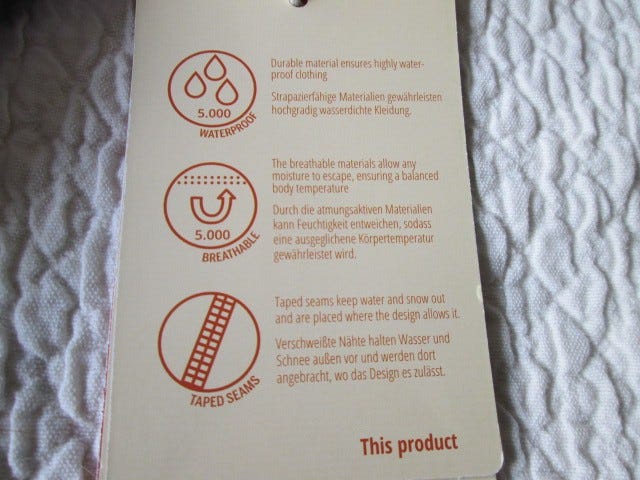 5.000
WATERPROOF
Durable material ensures highly water-
proof clothing
Strapazierfähige Materialien gewährleisten
hochgradig wasserdichte Kleidung.
5.000
BREATHABLE
The breathable materials allow any
moisture to escape, ensuring a balanced
body temperature
Durch die atmungsaktiven Materialien
kann Feuchtigkeit entweichen, sodass
eine ausgeglichene Körpertemperatur
gewährleistet wird.
TAPED SEAMS
Taped seams keep water and snow out
and are placed where the design allows it.
Verschweißte Nähte halten Wasser und
Schnee außen vor und werden dort
angebracht, wo das Design es zulässt.
This product